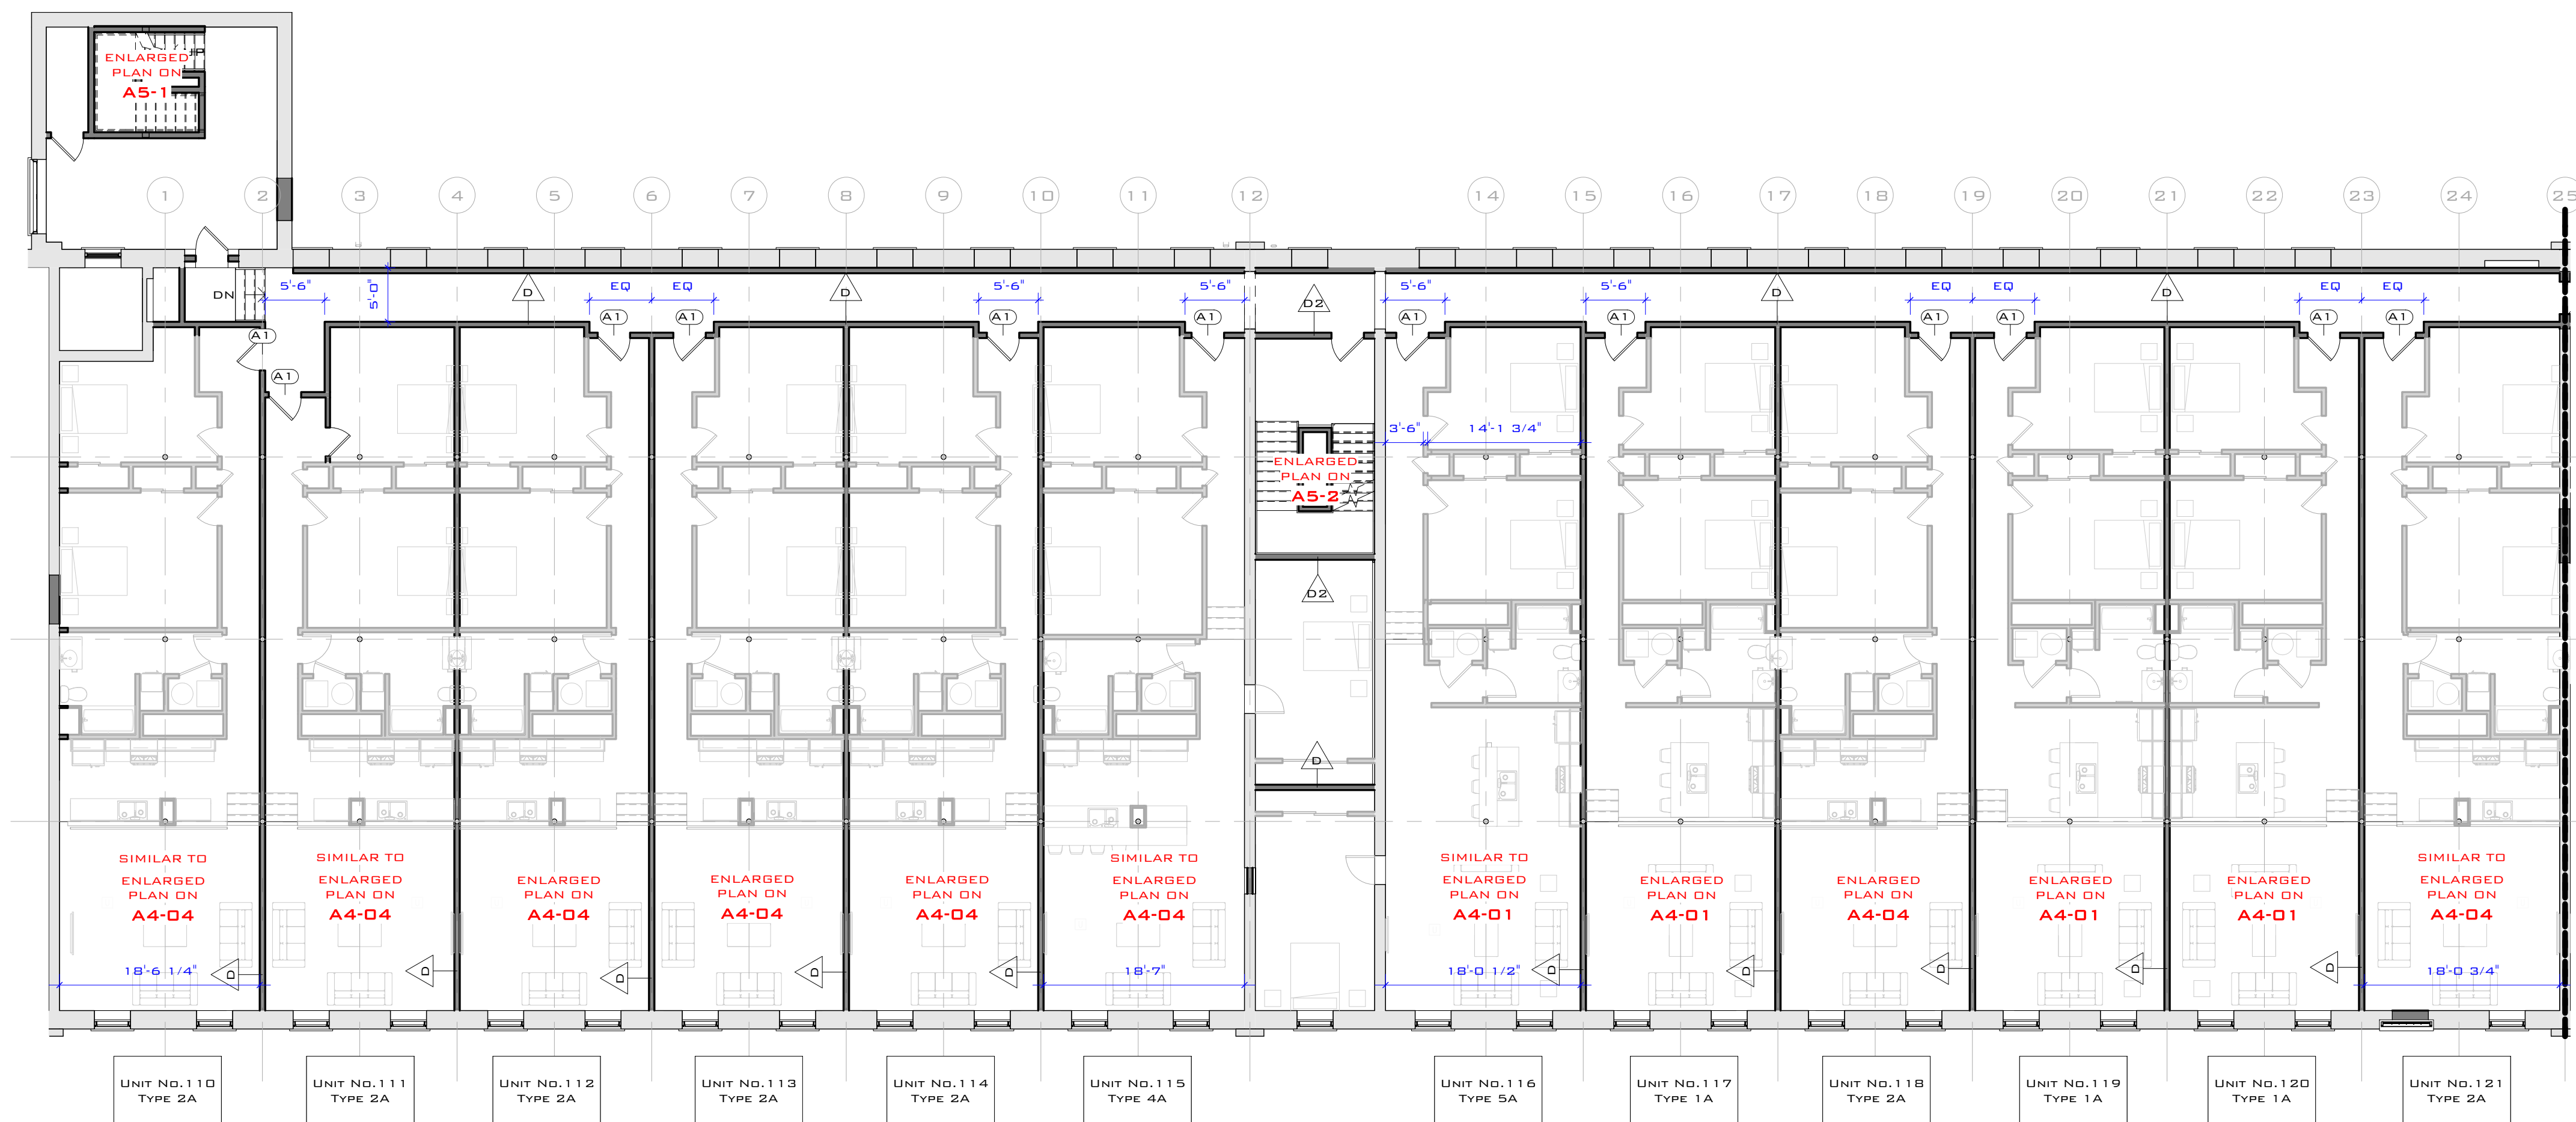 ENLARGED
PLAN ON
A5-1
1
2
3
4
5
6
7
8
9
10
11
12
14
15
16
17
18
19
20
21
22
23
24
25
DN
5'-6"
5'-0"
D
EQ
EQ
D
5'-6"
5'-6"
D2
5'-6"
5'-6"
D
EQ
EQ
D
EQ
EQ
A1
A1
A1
A1
A1
A1
A1
A1
A1
A1
A1
A1
3'-6"
14'-1 3/4"
ENLARGED
PLAN ON
A5-2
D2
D
SIMILAR TO
ENLARGED
PLAN ON
A4-04
SIMILAR TO
ENLARGED
PLAN ON
A4-04
ENLARGED
PLAN ON
A4-04
ENLARGED
PLAN ON
A4-04
ENLARGED
PLAN ON
A4-04
SIMILAR TO
ENLARGED
PLAN ON
A4-04
SIMILAR TO
ENLARGED
PLAN ON
A4-01
ENLARGED
PLAN ON
A4-01
ENLARGED
PLAN ON
A4-04
ENLARGED
PLAN ON
A4-01
ENLARGED
PLAN ON
A4-01
SIMILAR TO
ENLARGED
PLAN ON
A4-04
18'-6 1/4"
D
D
D
D
D
18'-7"
18'-0 1/2"
D
D
D
D
D
18'-0 3/4"
UNIT NO.110
TYPE 2A
UNIT NO.111
TYPE 2A
UNIT NO.112
TYPE 2A
UNIT NO.113
TYPE 2A
UNIT NO.114
TYPE 2A
UNIT NO.115
TYPE 4A
UNIT NO.116
TYPE 5A
UNIT NO.117
TYPE 1A
UNIT NO.118
TYPE 2A
UNIT NO.119
TYPE 1A
UNIT NO.120
TYPE 1A
UNIT NO.121
TYPE 2A